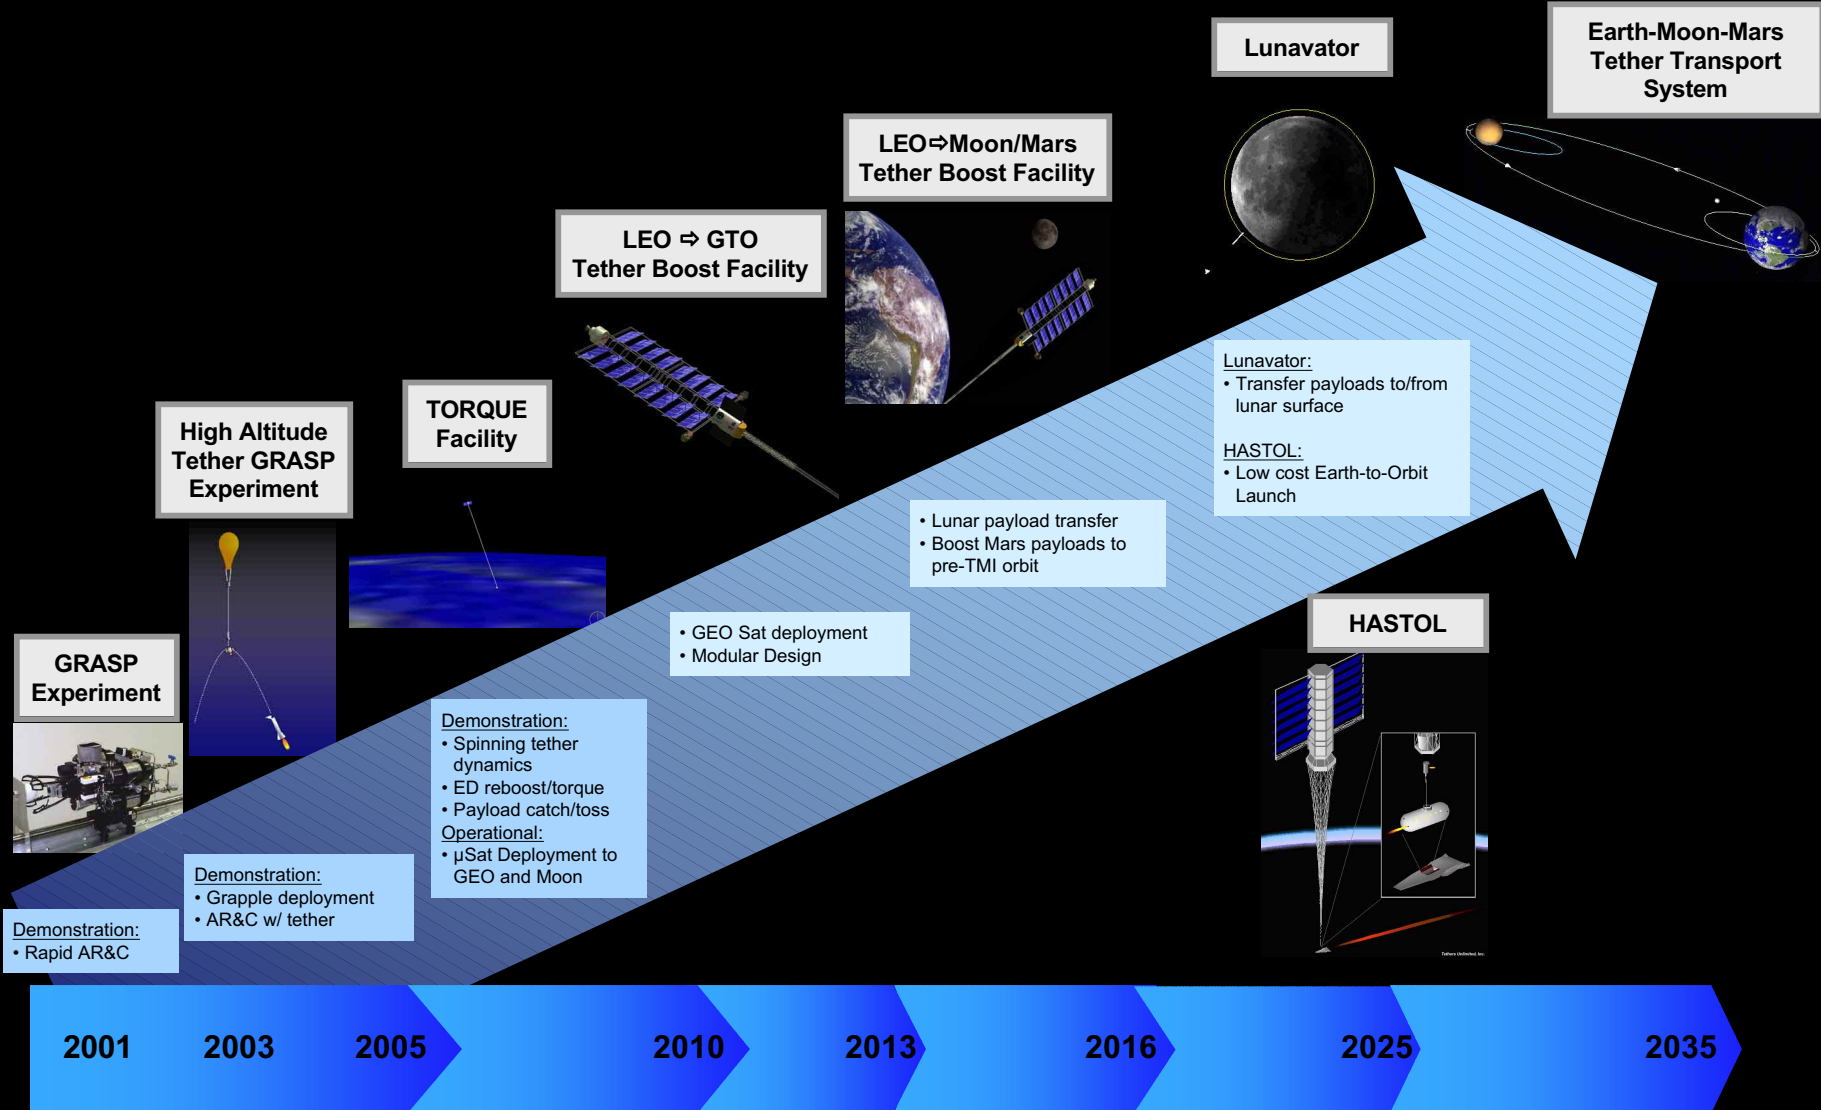 GRASP
Experiment
High Altitude
Tether GRASP
Experiment
TORQUE
Facility
LEO ⇨ GTO
Tether Boost Facility
LEO⇨Moon/Mars
Tether Boost Facility
Lunavator
Earth-Moon-Mars
Tether Transport
System
HASTOL
Demonstration:
• Rapid AR&C
Demonstration:
• Grapple deployment
• AR&C w/ tether
Demonstration:
• Spinning tether
dynamics
• ED reboost/torque
• Payload catch/toss
Operational:
• µSat Deployment to
GEO and Moon
• GEO Sat deployment
• Modular Design
• Lunar payload transfer
• Boost Mars payloads to
pre-TMI orbit
Lunavator:
• Transfer payloads to/from
lunar surface
HASTOL:
• Low cost Earth-to-Orbit
Launch
Tethers Unlimited, Inc.
2001 2003 2005 2010 2013 2016 2025 2035